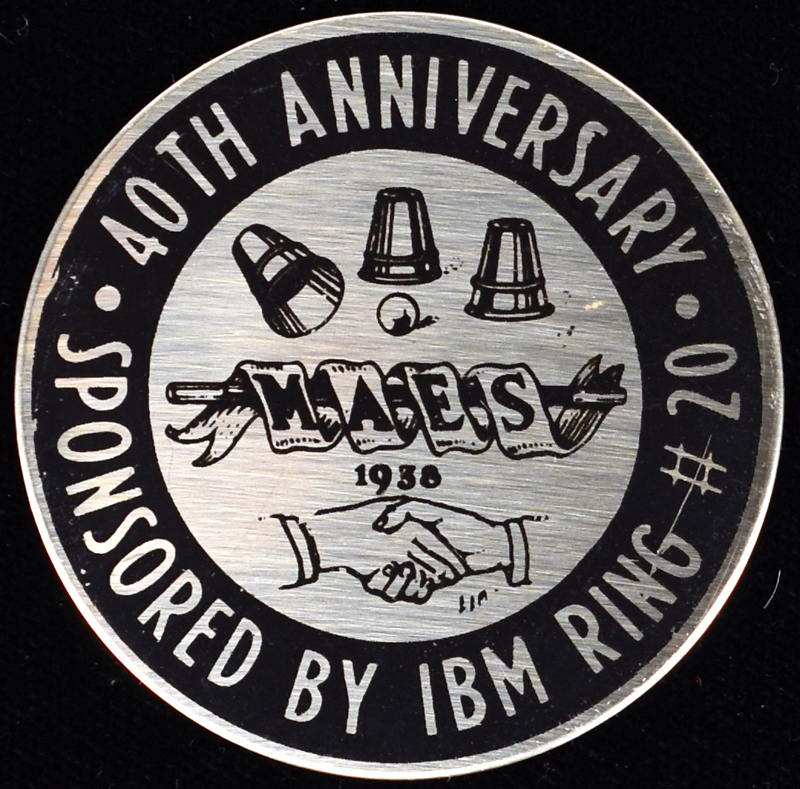 40TH ANNIVERSARY
MAES
1938
SPONSORED BY IBM RING # 20